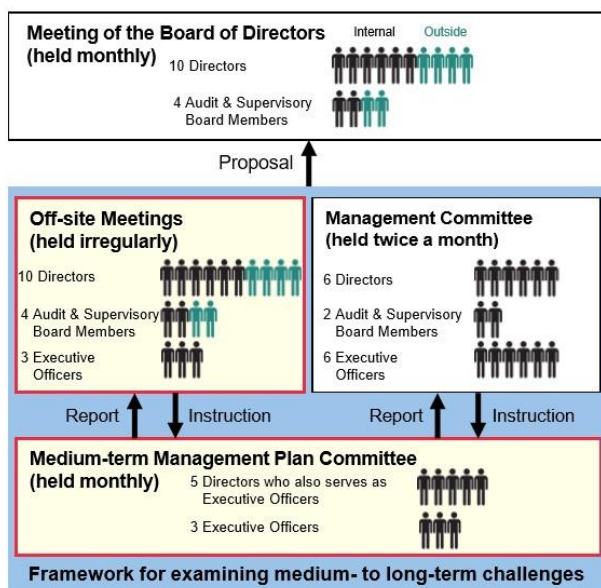 Meeting of the Board of Directors
(held monthly)
Internal Outside
10 Directors
4 Audit & Supervisory
Board Members
Proposal
Off-site Meetings
(held irregularly)
10 Directors
4 Audit & Supervisory
Board Members
3 Executive
Officers
Management Committee
(held twice a month)
6 Directors
2 Audit & Supervisory
Board Members
6 Executive
Officers
Report Instruction
Report Instruction
Medium-term Management Plan Committee
(held monthly)
5 Directors who also serves as
Executive Officers
3 Executive Officers
Framework for examining medium- to long-term challenges